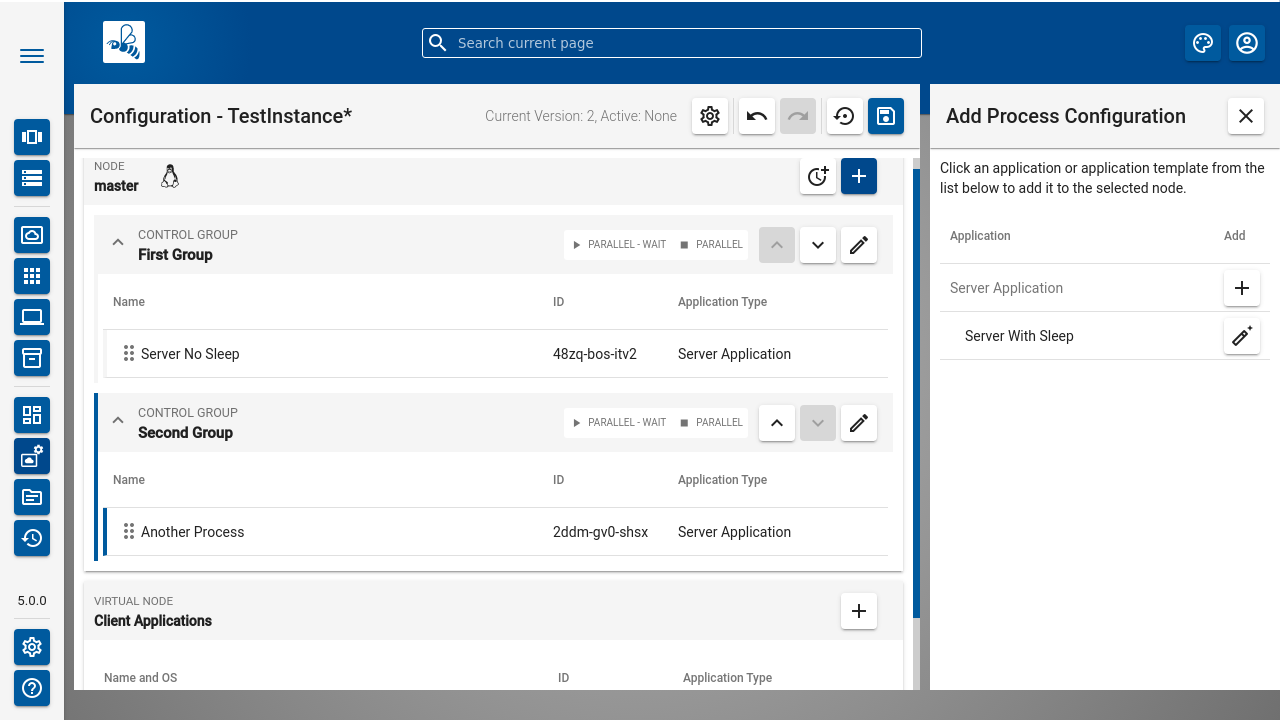 Search current page
Configuration - TestInstance*
Current Version: 2, Active: None
Add Process Configuration
NODE
master
Click an application or application template from the
list below to add it to the selected node.
CONTROL GROUP
First Group
PARALLEL - WAIT
PARALLEL
Application
Add
Name
ID
Application Type
Server Application
Server No Sleep
48zq-bos-itv2
Server Application
Server With Sleep
CONTROL GROUP
Second Group
PARALLEL - WAIT
PARALLEL
Name
ID
Application Type
Another Process
2ddm-gv0-shsx
Server Application
5.0.0
VIRTUAL NODE
Client Applications
Name and OS
ID
Application Type